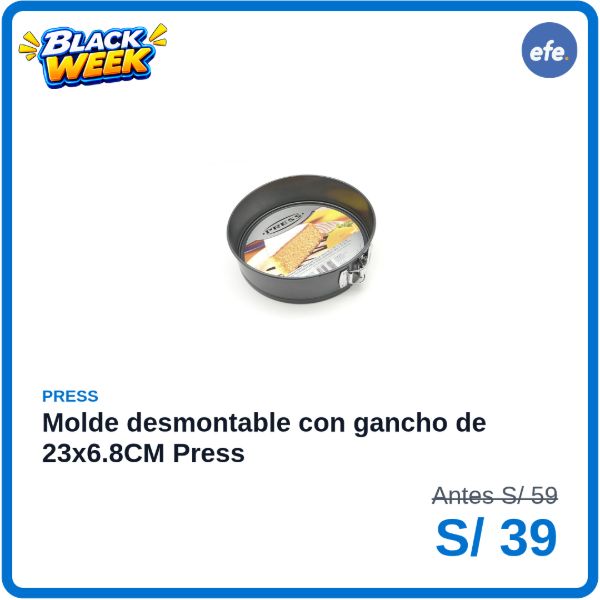 BLACK
WEEK
efe.
PRESS
PRESS
Molde desmontable con gancho de
23x6.8CM Press
Antes S/ 59
S/ 39